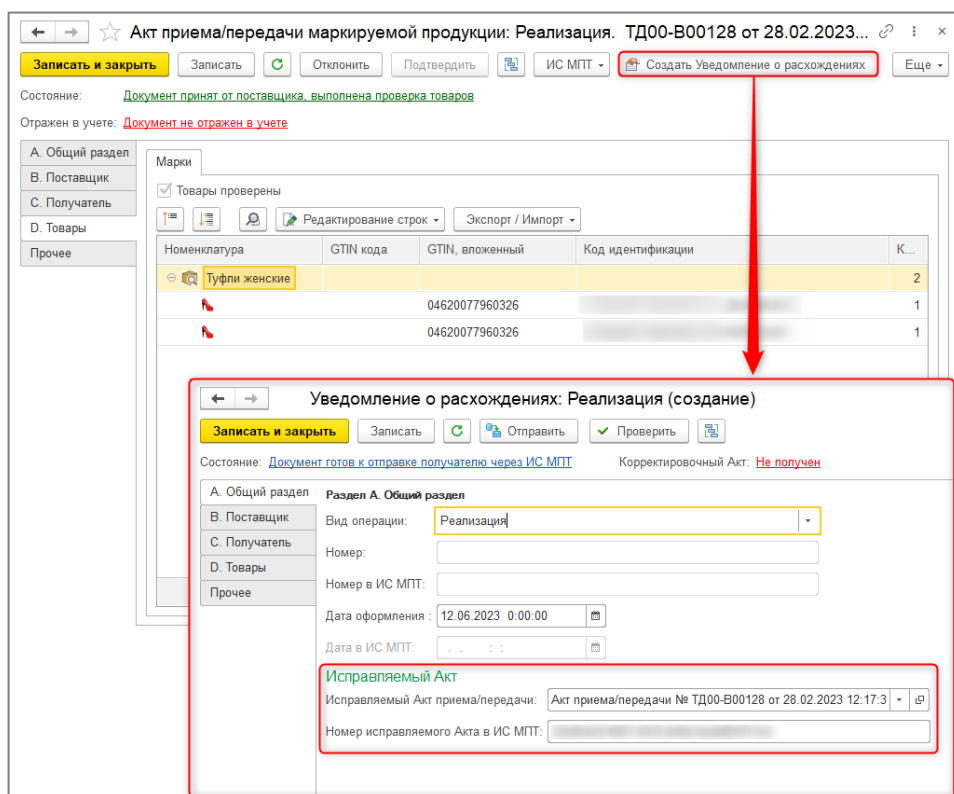 Акт приема/передачи маркируемой продукции: Реализация. ТД00-В00128 от 28.02.2023...
Записать и закрыть Записать Отклонить Подтвердить ИС МПТ Создать Уведомление о расхождениях Еще
Состояние: Документ принят от поставщика, выполнена проверка товаров
Отражен в учете: Документ не отражен в учете
А. Общий раздел
В. Поставщик
С. Получатель
D. Товары
Прочее
Марки
Товары проверены
Редактирование строк Экспорт / Импорт
Номенклатура GTIN кода GTIN, вложенный Код идентификации К...
Туфли женские 2
04620077960326 1
04620077960326 1
Уведомление о расхождениях: Реализация (создание)
Записать и закрыть Записать Отправить Проверить
Состояние: Документ готов к отправке получателю через ИС МПТ Корректировочный Акт: Не получен
А. Общий раздел
В. Поставщик
С. Получатель
D. Товары
Прочее
Раздел А. Общий раздел
Вид операции: Реализация
Номер:
Номер в ИС МПТ:
Дата оформления : 12.06.2023 0:00:00
Дата в ИС МПТ: . . : :
Исправляемый Акт
Исправляемый Акт приема/передачи: Акт приема/передачи № ТД00-В00128 от 28.02.2023 12:17:3
Номер исправляемого Акта в ИС МПТ: